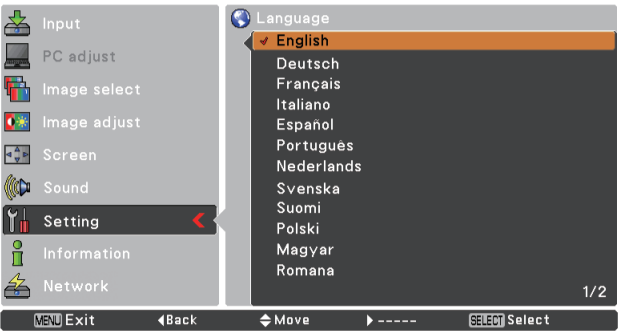 Input
PC adjust
Image select
Image adjust
Screen
Sound
Setting
Information
Network
Language
English
Deutsch
Français
Italiano
Español
Português
Nederlands
Svenska
Suomi
Polski
Magyar
Romana
1/2
MENU Exit
Back
Move
-----
SELECT Select